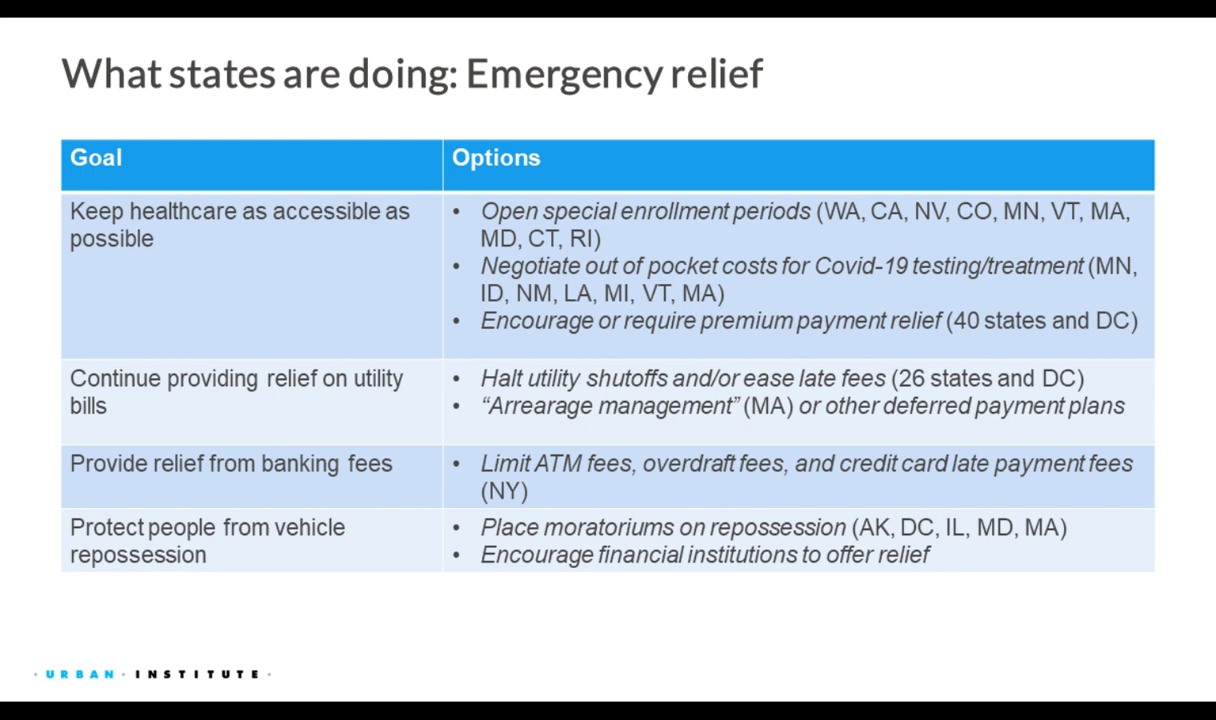 What states are doing: Emergency relief
Goal
Options
Keep healthcare as accessible as
possible
• Open special enrollment periods (WA, CA, NV, CO, MN, VT, MA,
MD, CT, RI)
• Negotiate out of pocket costs for Covid-19 testing/treatment (MN,
ID, NM, LA, MI, VT, MA)
• Encourage or require premium payment relief (40 states and DC)
Continue providing relief on utility
bills
• Halt utility shutoffs and/or ease late fees (26 states and DC)
• “Arrearage management” (MA) or other deferred payment plans
Provide relief from banking fees
• Limit ATM fees, overdraft fees, and credit card late payment fees
(NY)
Protect people from vehicle
repossession
• Place moratoriums on repossession (AK, DC, IL, MD, MA)
• Encourage financial institutions to offer relief
· URBAN · INSTITUTE ·